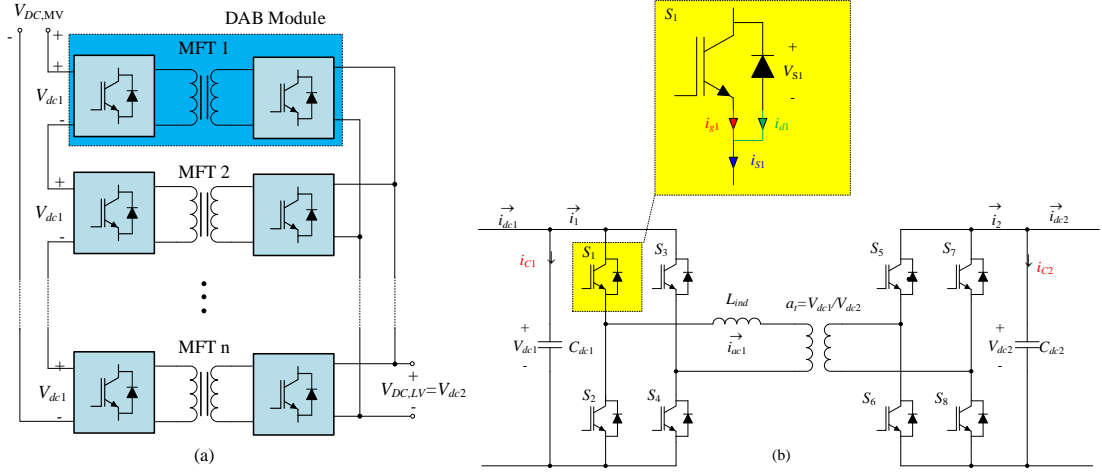 V_DC,MV
DAB Module
- +
MFT 1
+
V_dc1
-
MFT 2
+
V_dc1
-
MFT n
+
V_dc1
-
+
V_DC,LV=V_dc2
-
(a)
S_1
+
V_S1
-
i_g1
i_d1
i_S1
i_dc1
i_1
i_2
i_dc2
i_C1
S_1
S_3
S_5
S_7
i_C2
L_ind
a_t=V_dc1/V_dc2
i_ac1
+
V_dc1
-
C_dc1
+
V_dc2
-
C_dc2
S_2
S_4
S_6
S_8
(b)